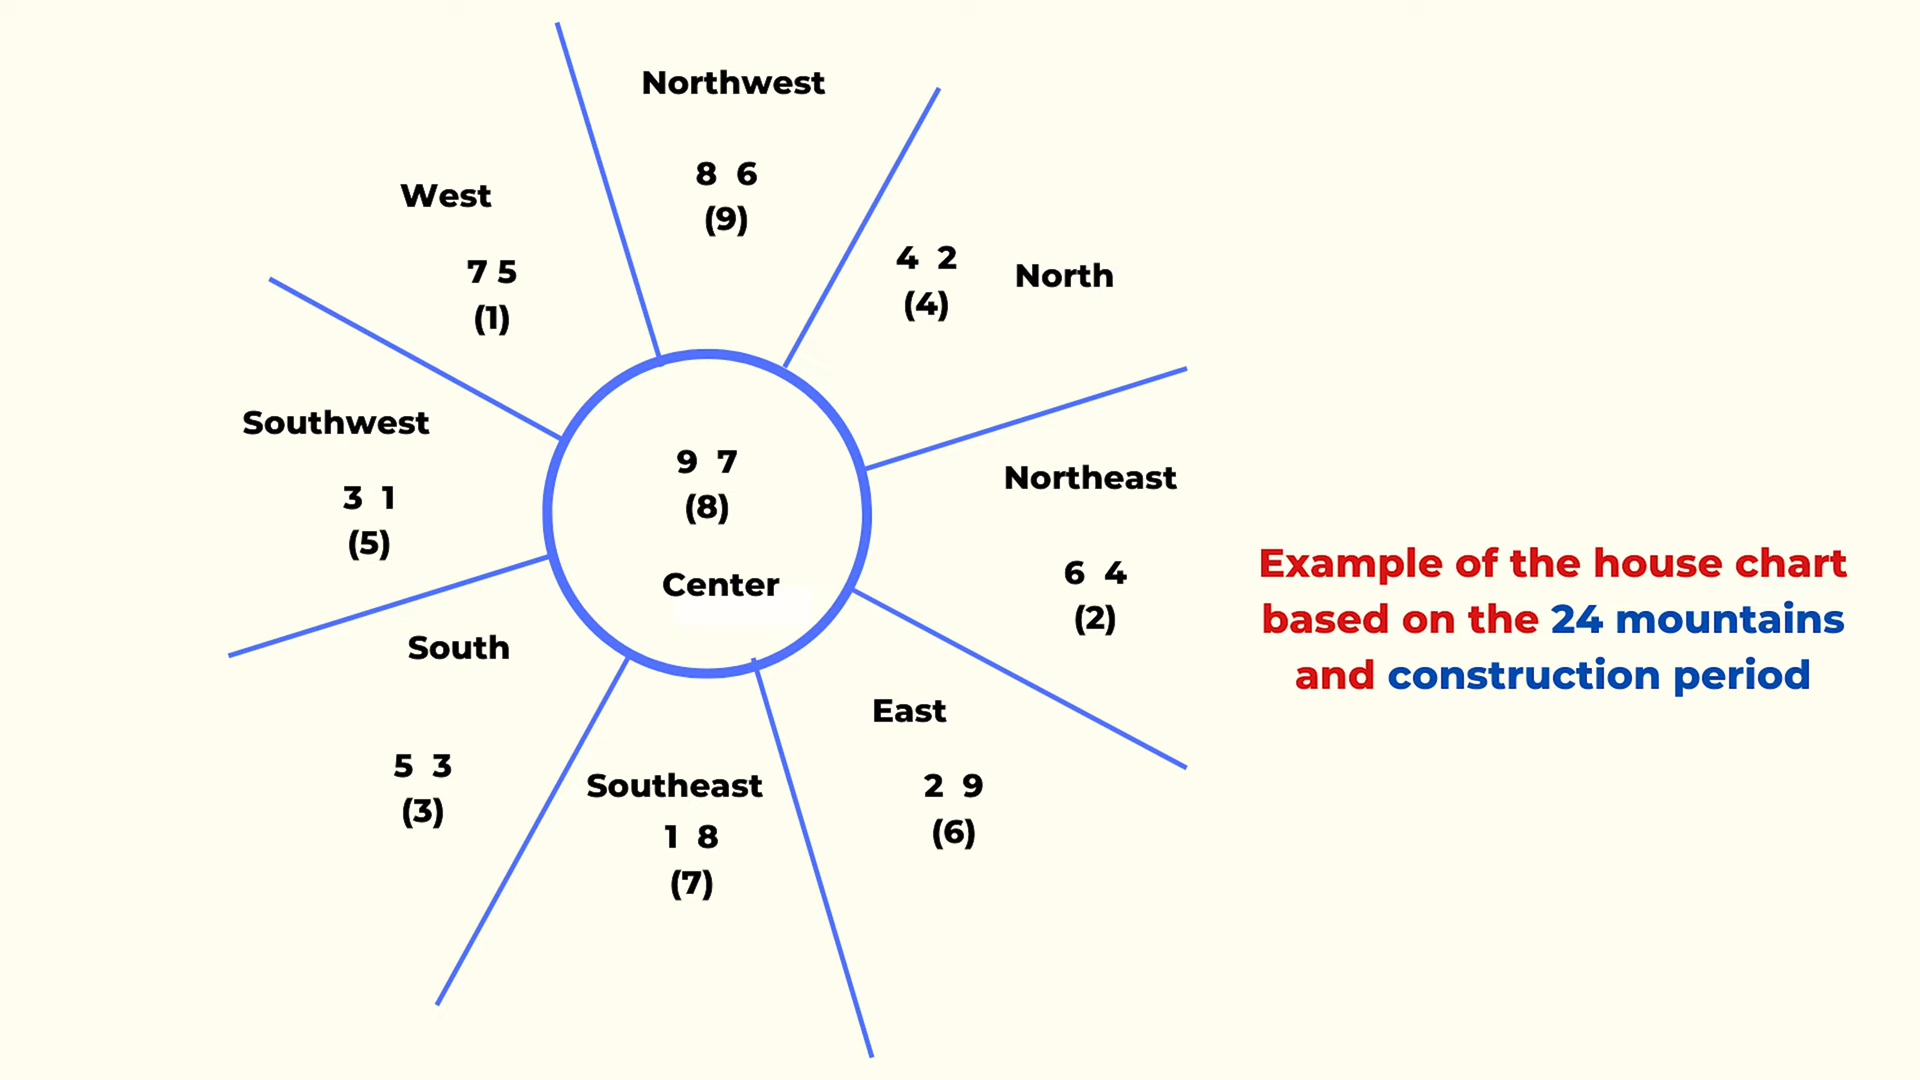 Northwest
8 6
(9)
West
7 5
(1)
4 2
(4)
North
Southwest
3 1
(5)
9 7
(8)
Center
Northeast
6 4
(2)
South
5 3
(3)
Southeast
1 8
(7)
East
2 9
(6)
Example of the house chart
based on the 24 mountains
and construction period